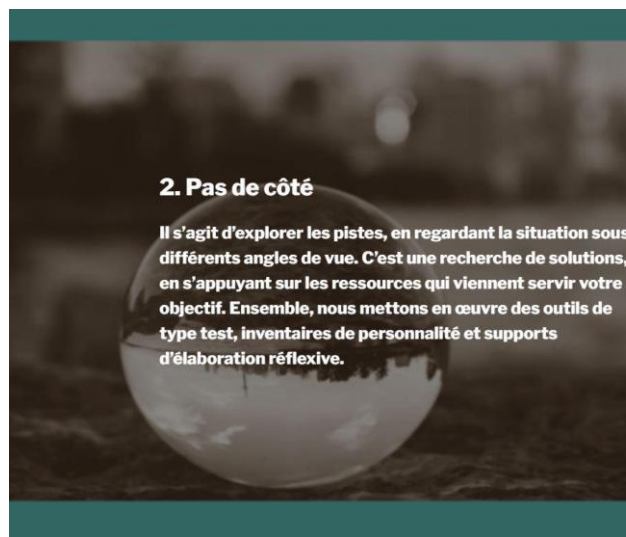 2. Pas de côté
Il s’agit d’explorer les pistes, en regardant la situation sous
différents angles de vue. C’est une recherche de solutions,
en s’appuyant sur les ressources qui viennent servir votre
objectif. Ensemble, nous mettons en œuvre des outils de
type test, inventaires de personnalité et supports
d’élaboration réflexive.